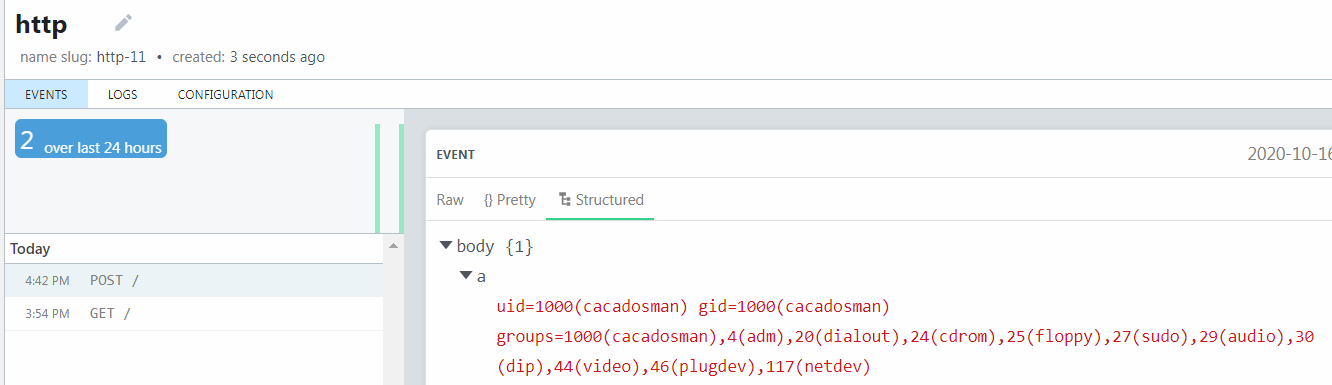 http
name slug: http-11 • created: 3 seconds ago
EVENTS LOGS CONFIGURATION
2 over last 24 hours
EVENT 2020-10-16
Raw {} Pretty Structured
body {1}
Today
a
4:42 PM POST /
uid=1000(cacadosman) gid=1000(cacadosman)
3:54 PM GET /
groups=1000(cacadosman),4(adm),20(dialout),24(cdrom),25(floppy),27(sudo),29(audio),30
(dip),44(video),46(plugdev),117(netdev)